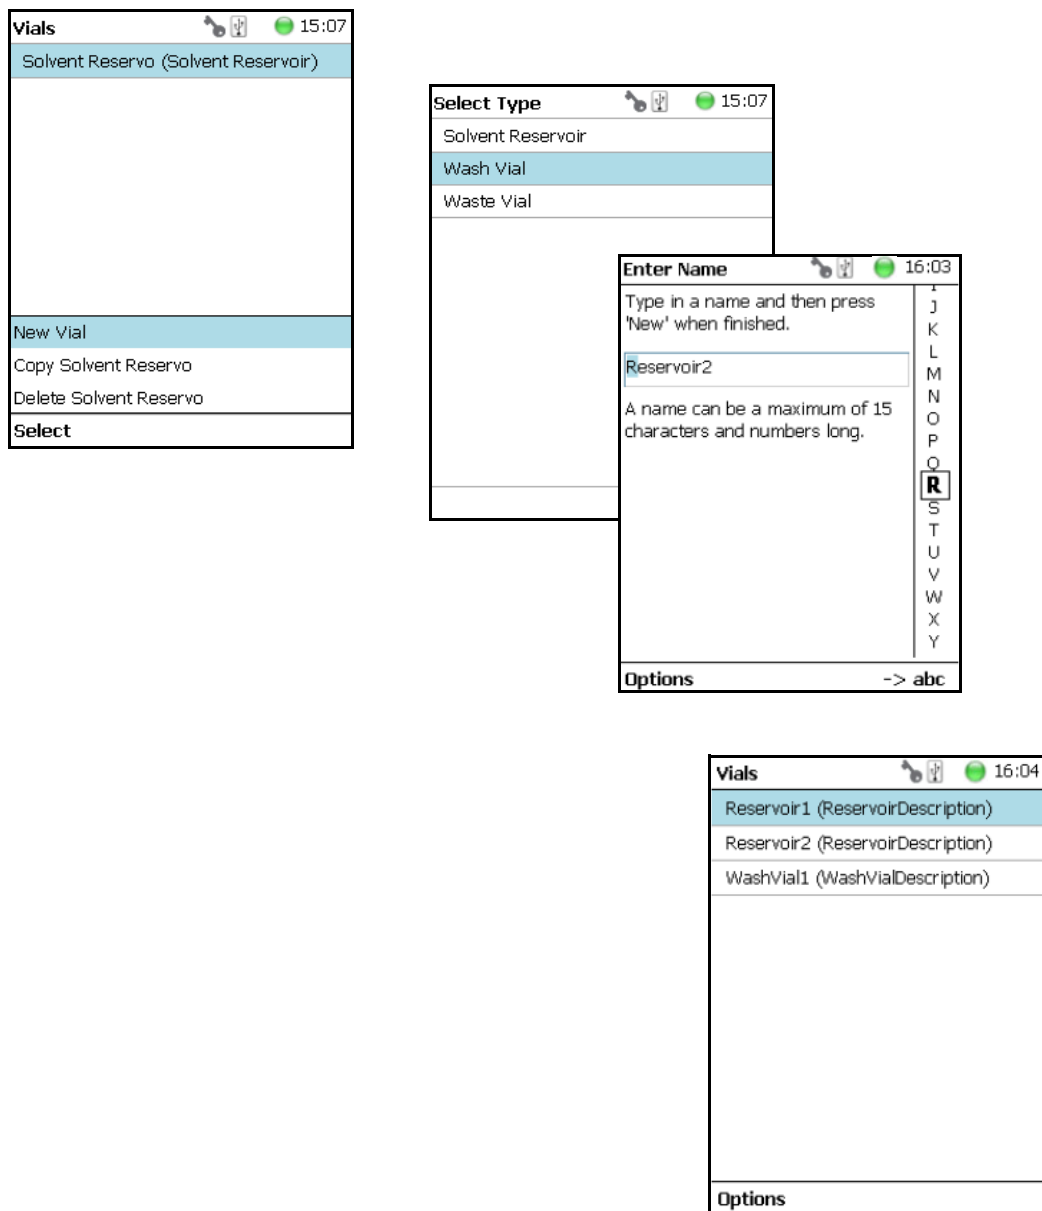 Vials 15:07
Solvent Reservo (Solvent Reservoir)
New Vial
Copy Solvent Reservo
Delete Solvent Reservo
Select
Select Type 15:07
Solvent Reservoir
Wash Vial
Waste Vial
Enter Name 16:03
Type in a name and then press
'New' when finished.
Reservoir2
A name can be a maximum of 15
characters and numbers long.
J
K
L
M
N
O
P
Q
R
S
T
U
V
W
X
Y
Options -> abc
Vials 16:04
Reservoir1 (ReservoirDescription)
Reservoir2 (ReservoirDescription)
WashVial1 (WashVialDescription)
Options